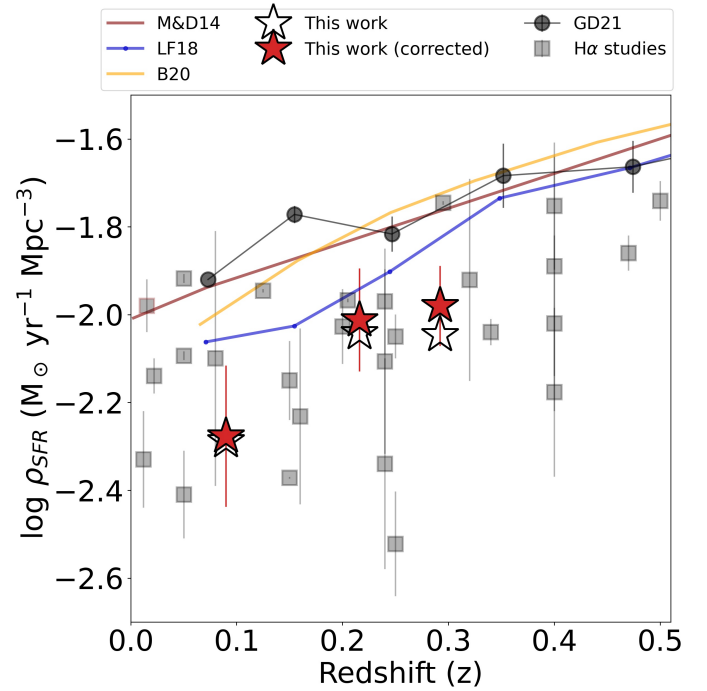 M&D14
LF18
B20
This work
This work (corrected)
GD21
Hα studies
−1.6
−1.8
−2.0
−2.2
−2.4
−2.6
log ρSFR (M⊙ yr−1 Mpc−3)
0.0 0.1 0.2 0.3 0.4 0.5
Redshift (z)